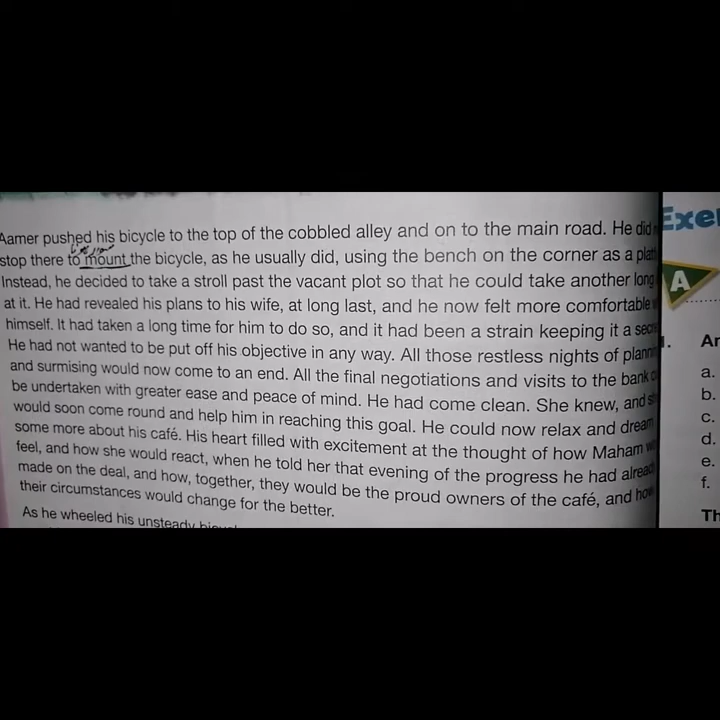 Aamer pushed his bicycle to the top of the cobbled alley and on to the main road. He did
stop there to mount the bicycle, as he usually did, using the bench on the corner as a
Instead, he decided to take a stroll past the vacant plot so that he could take another long
at it. He had revealed his plans to his wife, at long last, and he now felt more comfortable
himself. It had taken a long time for him to do so, and it had been a strain keeping it a
He had not wanted to be put off his objective in any way. All those restless nights of
and surmising would now come to an end. All the final negotiations and visits to the bank
be undertaken with greater ease and peace of mind. He had come clean. She knew, and
would soon come round and help him in reaching this goal. He could now relax and dream
some more about his café. His heart filled with excitement at the thought of how Maham
feel, and how she would react, when he told her that evening of the progress he had
made on the deal, and how, together, they would be the proud owners of the café, and how
their circumstances would change for the better.
As he wheeled his unsteady
A
1.
a.
b.
c.
d.
e.
f.